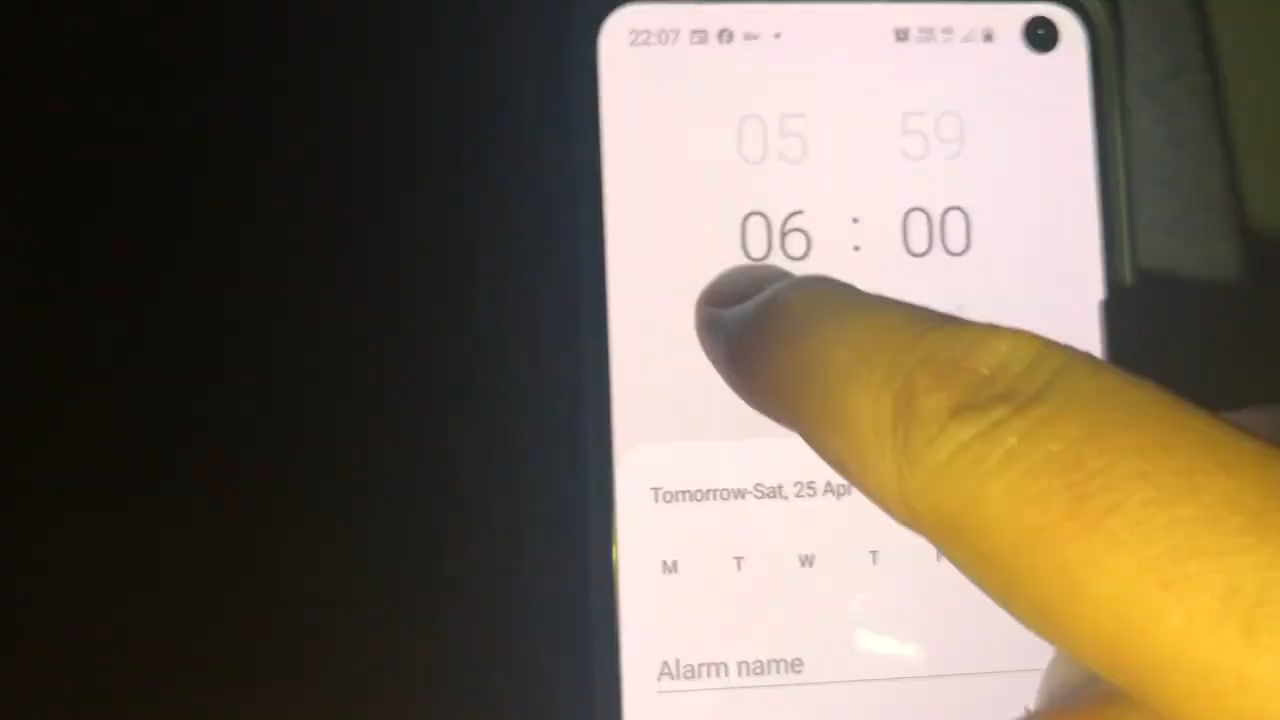 22:07
05 59
06 : 00
Tomorrow-Sat, 25 Apr
M T W T
Alarm name